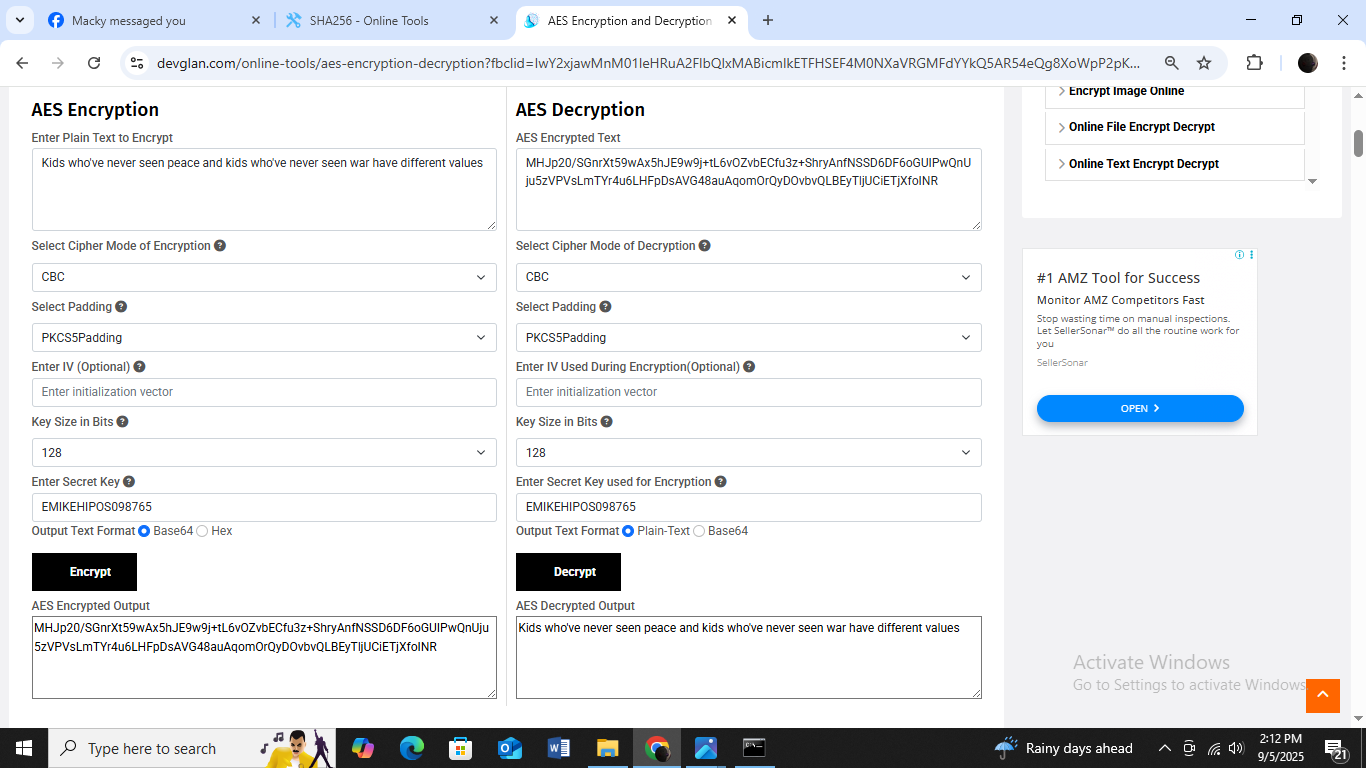 Macky messaged you
SHA256 - Online Tools
AES Encryption and Decryption
devglan.com/online-tools/aes-encryption-decryption?fbclid=IwY2xjawMnM01leHRuA2FlbQIxMABicmlkETFHSEF4M0NXaVRGMFdYYkQ5AR54eQg8XoWpP2pK...
AES Encryption
Enter Plain Text to Encrypt
Kids who've never seen peace and kids who've never seen war have different values
Select Cipher Mode of Encryption
CBC
Select Padding
PKCS5Padding
Enter IV (Optional)
Enter initialization vector
Key Size in Bits
128
Enter Secret Key
EMIKEHIPOS098765
Output Text Format Base64 Hex
Encrypt
AES Encrypted Output
MHJp20/SGnrXt59wAx5hJE9w9j+tL6vOZvbECfu3z+ShryAnfNSSD6DF6oGUIPwQnUju
5zVPVsLmTYr4u6LHFpDsAVG48auAqomOrQyDOvbvQLBEyTljUCiETjXfoINR
AES Decryption
AES Encrypted Text
MHJp20/SGnrXt59wAx5hJE9w9j+tL6vOZvbECfu3z+ShryAnfNSSD6DF6oGUIPwQnU
ju5zVPVsLmTYr4u6LHFpDsAVG48auAqomOrQyDOvbvQLBEyTljUCiETjXfoINR
Select Cipher Mode of Decryption
CBC
Select Padding
PKCS5Padding
Enter IV Used During Encryption(Optional)
Enter initialization vector
Key Size in Bits
128
Enter Secret Key used for Encryption
EMIKEHIPOS098765
Output Text Format Plain-Text Base64
Decrypt
AES Decrypted Output
Kids who've never seen peace and kids who've never seen war have different values
Encrypt Image Online
Online File Encrypt Decrypt
Online Text Encrypt Decrypt
#1 AMZ Tool for Success
Monitor AMZ Competitors Fast
Stop wasting time on manual inspections.
Let SellerSonar™ do all the routine work for
you
SellerSonar
OPEN
Activate Windows
Go to Settings to activate Windows
Type here to search
Rainy days ahead
2:12 PM
9/5/2025
21